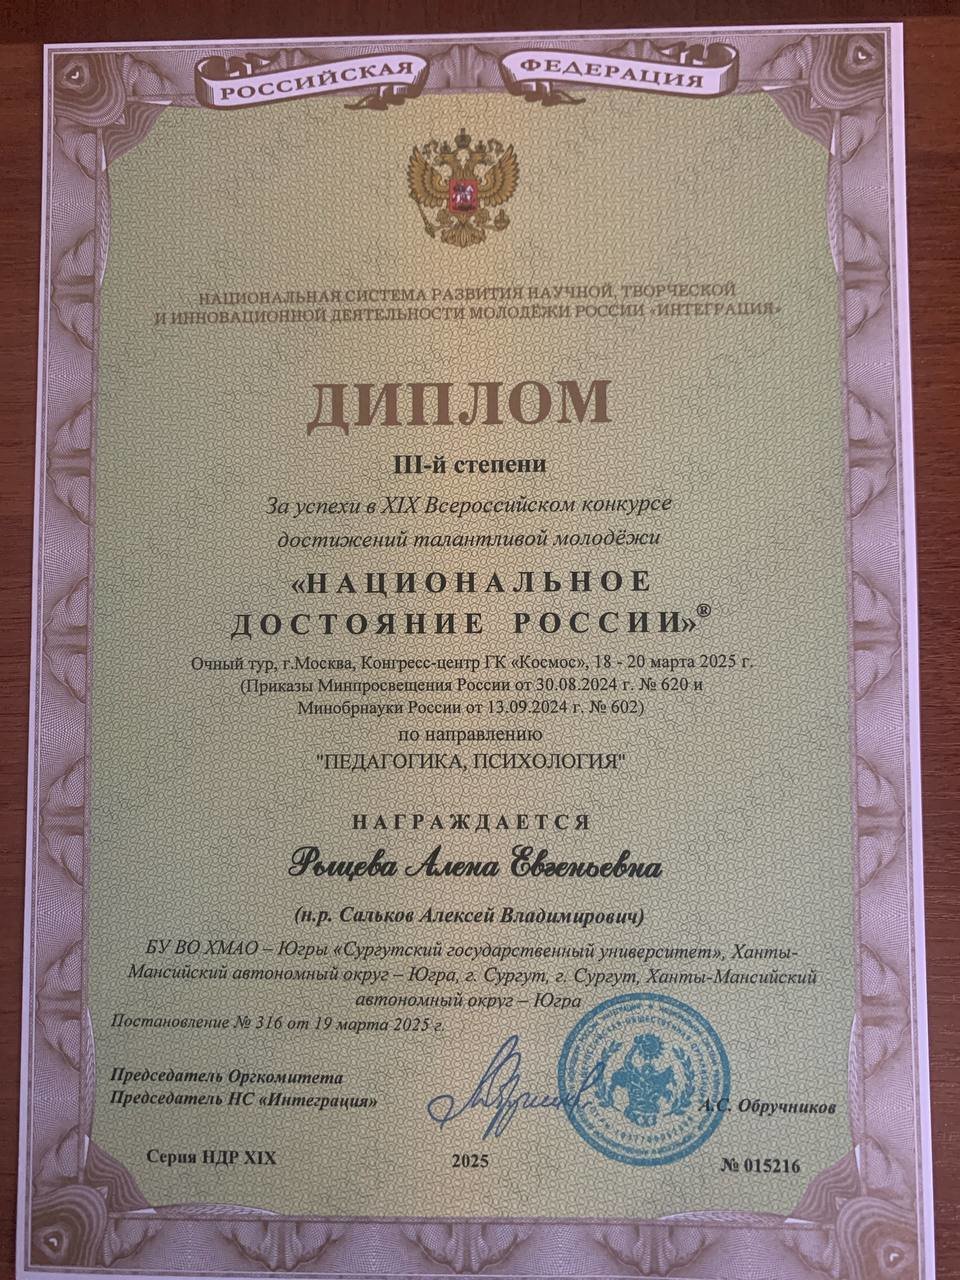 РОССИЙСКАЯ ФЕДЕРАЦИЯ
НАЦИОНАЛЬНАЯ СИСТЕМА РАЗВИТИЯ НАУЧНОЙ, ТВОРЧЕСКОЙ
И ИННОВАЦИОННОЙ ДЕЯТЕЛЬНОСТИ МОЛОДЁЖИ РОССИИ «ИНТЕГРАЦИЯ»
ДИПЛОМ
III-й степени
За успехи в XIX Всероссийском конкурсе
достижений талантливой молодёжи
«НАЦИОНАЛЬНОЕ
ДОСТОЯНИЕ РОССИИ»®
Очный тур, г.Москва, Конгресс-центр ГК «Космос», 18 - 20 марта 2025 г.
(Приказы Минпросвещения России от 30.08.2024 г. № 620 и
Минобрнауки России от 13.09.2024 г. № 602)
по направлению
"ПЕДАГОГИКА, ПСИХОЛОГИЯ"
НАГРАЖДАЕТСЯ
Рыщева Алена Евгеньевна
(н.р. Сальков Алексей Владимирович)
БУ ВО ХМАО – Югры «Сургутский государственный университет», Ханты-
Мансийский автономный округ – Югра, г. Сургут, г. Сургут, Ханты-Мансийский
автономный округ – Югра
Постановление № 316 от 19 марта 2025 г.
Председатель Оргкомитета
Председатель НС «Интеграция»
А.С. Обручников
Серия НДР XIX
2025
№ 015216